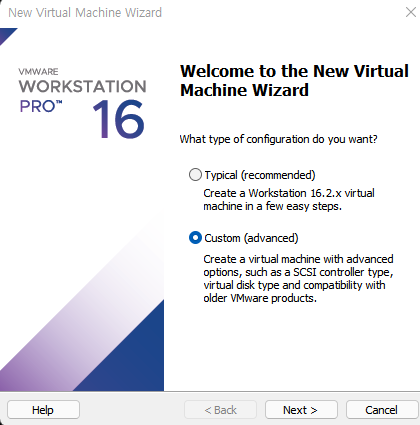 New Virtual Machine Wizard
VMWARE
WORKSTATION
PRO™ 16
Welcome to the New Virtual
Machine Wizard
What type of configuration do you want?
Typical (recommended)
Create a Workstation 16.2.x virtual
machine in a few easy steps.
Custom (advanced)
Create a virtual machine with advanced
options, such as a SCSI controller type,
virtual disk type and compatibility with
older VMware products.
Help
< Back
Next >
Cancel